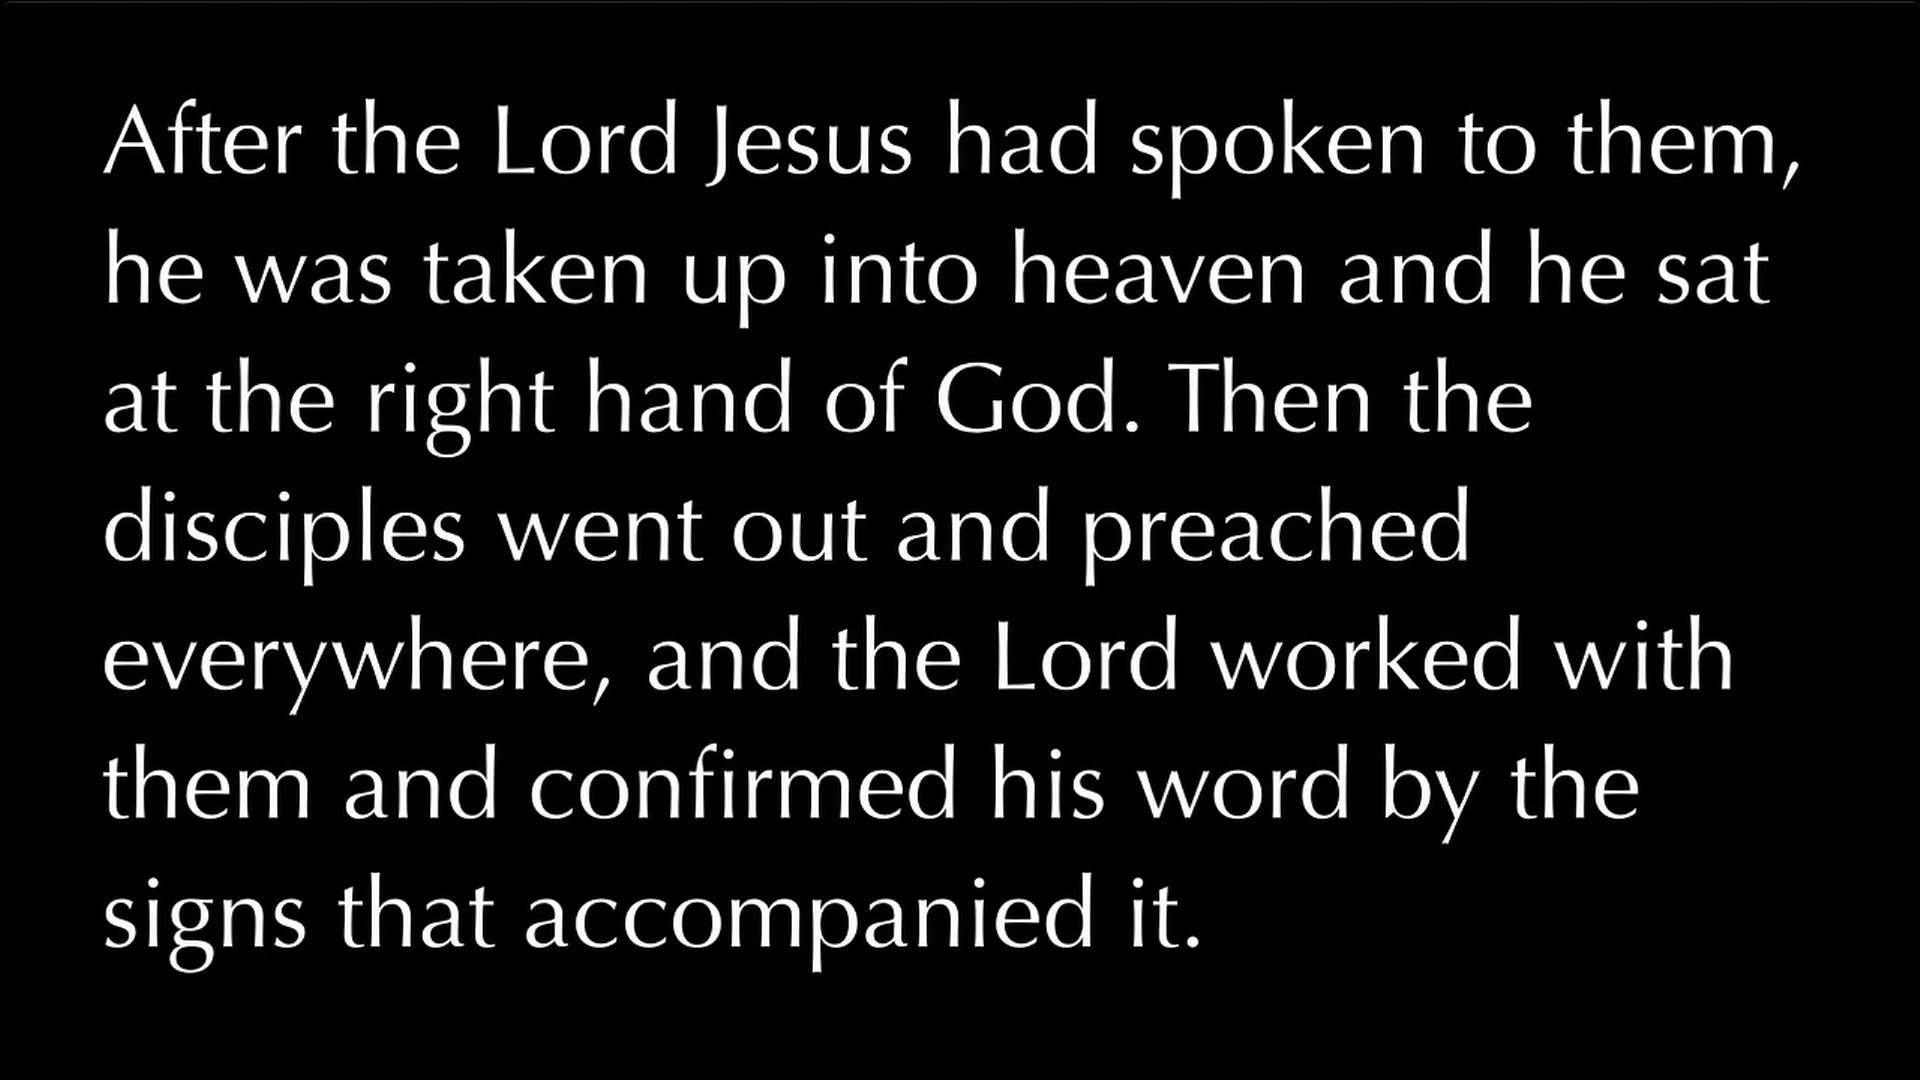 After the Lord Jesus had spoken to them,
he was taken up into heaven and he sat
at the right hand of God. Then the
disciples went out and preached
everywhere, and the Lord worked with
them and confirmed his word by the
signs that accompanied it.